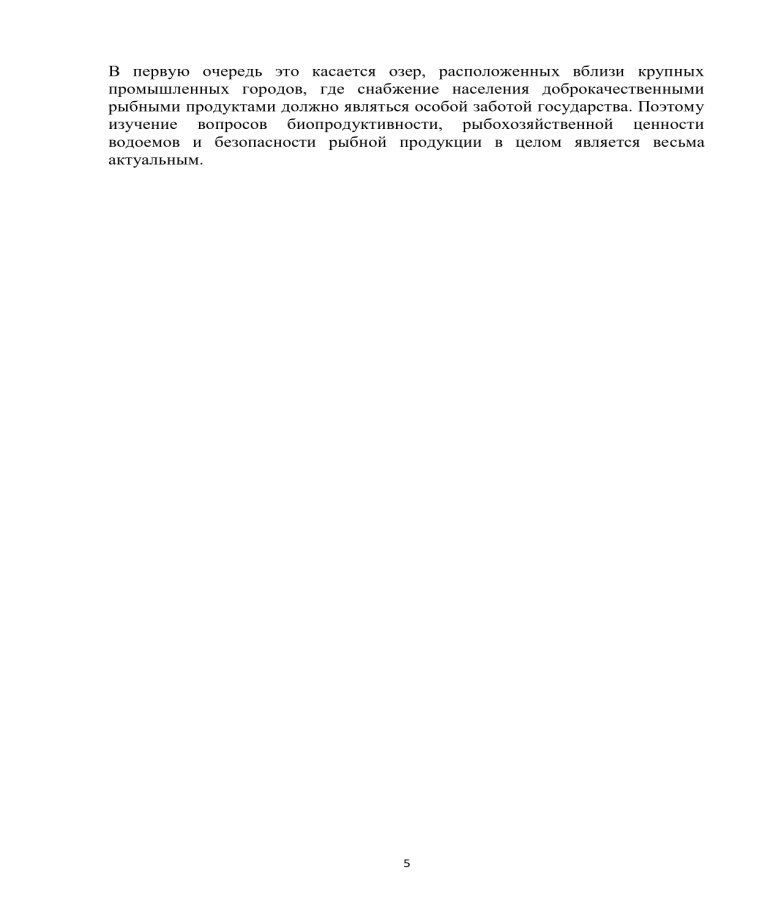 В первую очередь это касается озер, расположенных вблизи крупных
промышленных городов, где снабжение населения доброкачественными
рыбными продуктами должно являться особой заботой государства. Поэтому
изучение вопросов биопродуктивности, рыбохозяйственной ценности
водоемов и безопасности рыбной продукции в целом является весьма
актуальным.
5